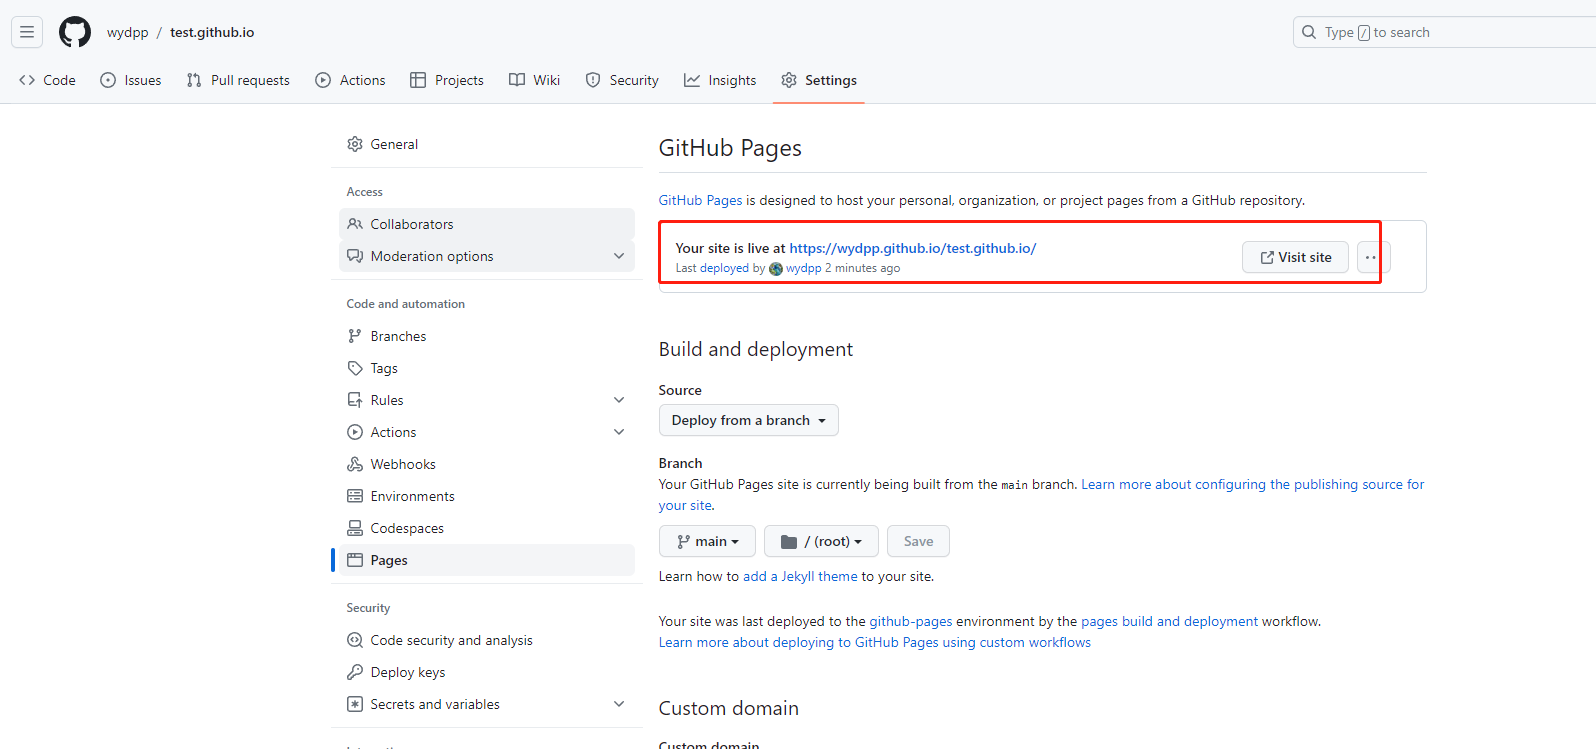 wydpp / test.github.io
Type / to search
Code Issues Pull requests Actions Projects Wiki Security Insights Settings
General
Access
Collaborators
Moderation options
Code and automation
Branches
Tags
Rules
Actions
Webhooks
Environments
Codespaces
Pages
Security
Code security and analysis
Deploy keys
Secrets and variables
GitHub Pages
GitHub Pages is designed to host your personal, organization, or project pages from a GitHub repository.
Your site is live at https://wydpp.github.io/test.github.io/
Last deployed by wydpp 2 minutes ago
Visit site
Build and deployment
Source
Deploy from a branch
Branch
Your GitHub Pages site is currently being built from the main branch. Learn more about configuring the publishing source for
your site.
main / (root) Save
Learn how to add a Jekyll theme to your site.
Your site was last deployed to the github-pages environment by the pages build and deployment workflow.
Learn more about deploying to GitHub Pages using custom workflows
Custom domain
Custom domain